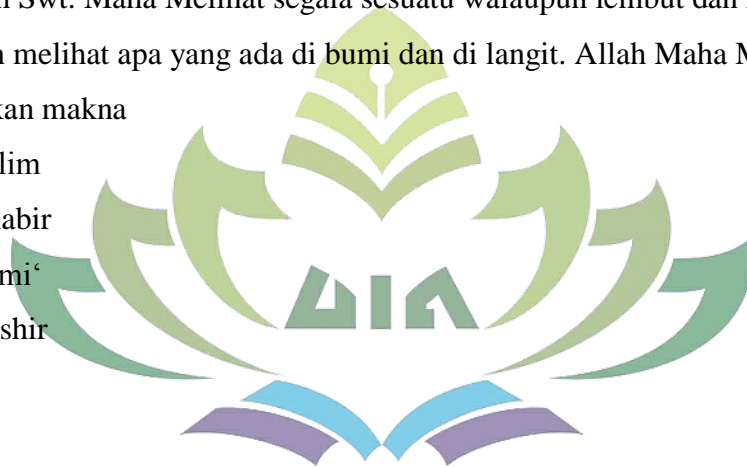 Swt. Maha Melihat segala sesuatu walaupun lembut dan
melihat apa yang ada di bumi dan di langit. Allah Maha M
kan makna
lim
abir
mi‘
shir
UIN